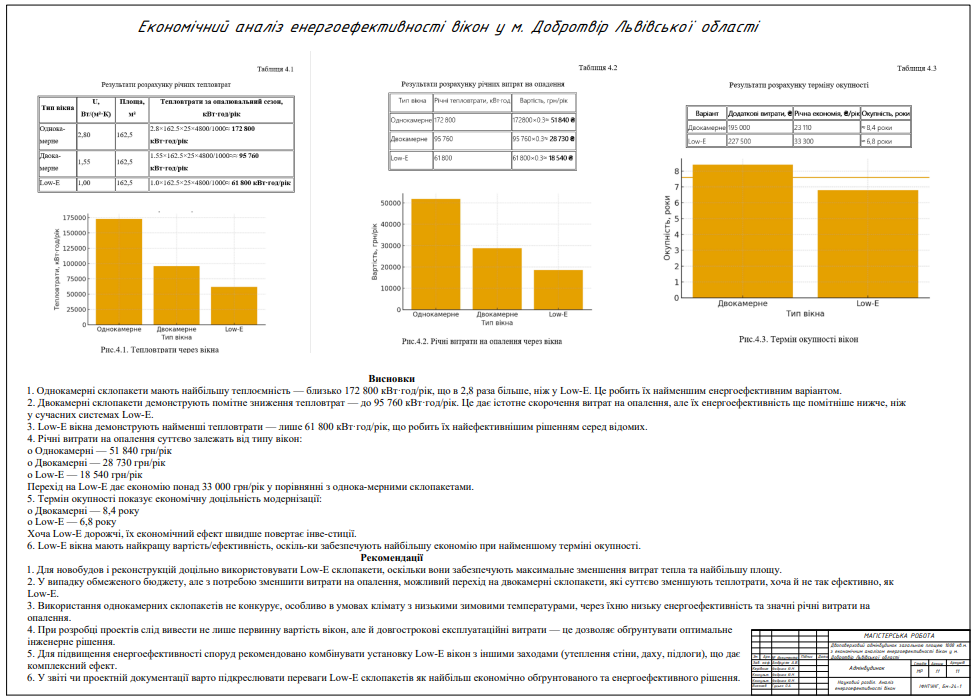 Економічний аналіз енергоефективності вікон у м. Добротвір Львівської області
Таблиця 4.1
Результати розрахунку річних тепловтрат
Тип вікна U, Вт/(м²·К) Площа, м² Тепловтрати за опалювальний сезон, кВт·год/рік
Однока-мерне 2,80 162,5 2.8×162.5×25×4800/1000≈ 172 800 кВт·год/рік
Двока-мерне 1,55 162,5 1.55×162.5×25×4800/1000≈≈ 95 760 кВт·год/рік
Low-E 1,00 162,5 1.0×162.5×25×4800/1000≈ 61 800 кВт·год/рік
Тепловтрати, кВт·год/рік
175000
150000
125000
100000
75000
50000
25000
0
Однокамерне Двокамерне Low-E
Тип вікна
Рис.4.1. Тепловтрати через вікна
Таблиця 4.2
Результати розрахунку річних витрат на опалення
Тип вікна Річні тепловтрати, кВт·год Вартість, грн/рік
Однокамерне 172 800 172800×0.3≈ 51 840 ₴
Двокамерне 95 760 95 760×0.3≈ 28 730 ₴
Low-E 61 800 61 800×0.3≈ 18 540 ₴
Вартість, грн/рік
50000
40000
30000
20000
10000
0
Однокамерне Двокамерне Low-E
Тип вікна
Рис.4.2. Річні витрати на опалення через вікна
Таблиця 4.3
Результати розрахунку терміну окупності
Варіант Додаткові витрати, ₴ Річна економія, ₴/рік Окупність, роки
Двокамерне 195 000 23 110 ≈ 8,4 роки
Low-E 227 500 33 300 ≈ 6,8 роки
Окупність, роки
8
7
6
5
4
3
2
1
0
Двокамерне Low-E
Тип вікна
Рис.4.3. Термін окупності вікон
Висновки
1. Однокамерні склопакети мають найбільшу теплоємність — близько 172 800 кВт·год/рік, що в 2,8 раза більше, ніж у Low-E. Це робить їх найменшим енергоефективним варіантом.
2. Двокамерні склопакети демонструють помітне зниження тепловтрат — до 95 760 кВт·год/рік. Це дає істотне скорочення витрат на опалення, але їх енергоефективність ще помітніше нижче, ніж
у сучасних системах Low-E.
3. Low-E вікна демонструють найменші тепловтрати — лише 61 800 кВт·год/рік, що робить їх найефективнішим рішенням серед відомих.
4. Річні витрати на опалення суттєво залежать від типу вікон:
o Однокамерні — 51 840 грн/рік
o Двокамерні — 28 730 грн/рік
o Low-E — 18 540 грн/рік
Перехід на Low-E дає економію понад 33 000 грн/рік у порівнянні з однока-мерними склопакетами.
5. Термін окупності показує економічну доцільність модернізації:
o Двокамерні — 8,4 року
o Low-E — 6,8 року
Хоча Low-E дорожчі, їх економічний ефект швидше повертає інве-стиції.
6. Low-E вікна мають найкращу вартість/ефективність, оскіль-ки забезпечують найбільшу економію при найменшому терміні окупності.
Рекомендації
1. Для новобудов і реконструкцій доцільно використовувати Low-E склопакети, оскільки вони забезпечують максимальне зменшення витрат тепла та найбільшу площу.
2. У випадку обмеженого бюджету, але з потребою зменшити витрати на опалення, можливий перехід на двокамерні склопакети, які суттєво зменшують теплотрати, хоча й не так ефективно, як
Low-E.
3. Використання однокамерних склопакетів не конкурує, особливо в умовах клімату з низькими зимовими температурами, через їхню низьку енергоефективність та значні річні витрати на
опалення.
4. При розробці проектів слід вивести не лише первинну вартість вікон, але й довгострокові експлуатаційні витрати — це дозволяє обґрунтувати оптимальне
інженерне рішення.
5. Для підвищення енергоефективності споруд рекомендовано комбінувати установку Low-E вікон з іншими заходами (утеплення стіни, даху, підлоги), що дає
комплексний ефект.
6. У звіті чи проектній документації варто підкреслювати переваги Low-E склопакетів як найбільш економічно обґрунтованого та енергоефективного рішення.
МАГІСТЕРСЬКА РОБОТА
Двоповерховий адмінбудинок загальною площею 1000 кв.м.
з економічним аналізом енергоефективності вікон у м.
Добротвір Львівської області
Адмінбудинок
МР 11 11
Науковий розділ. Аналіз
енергоефективності вікон